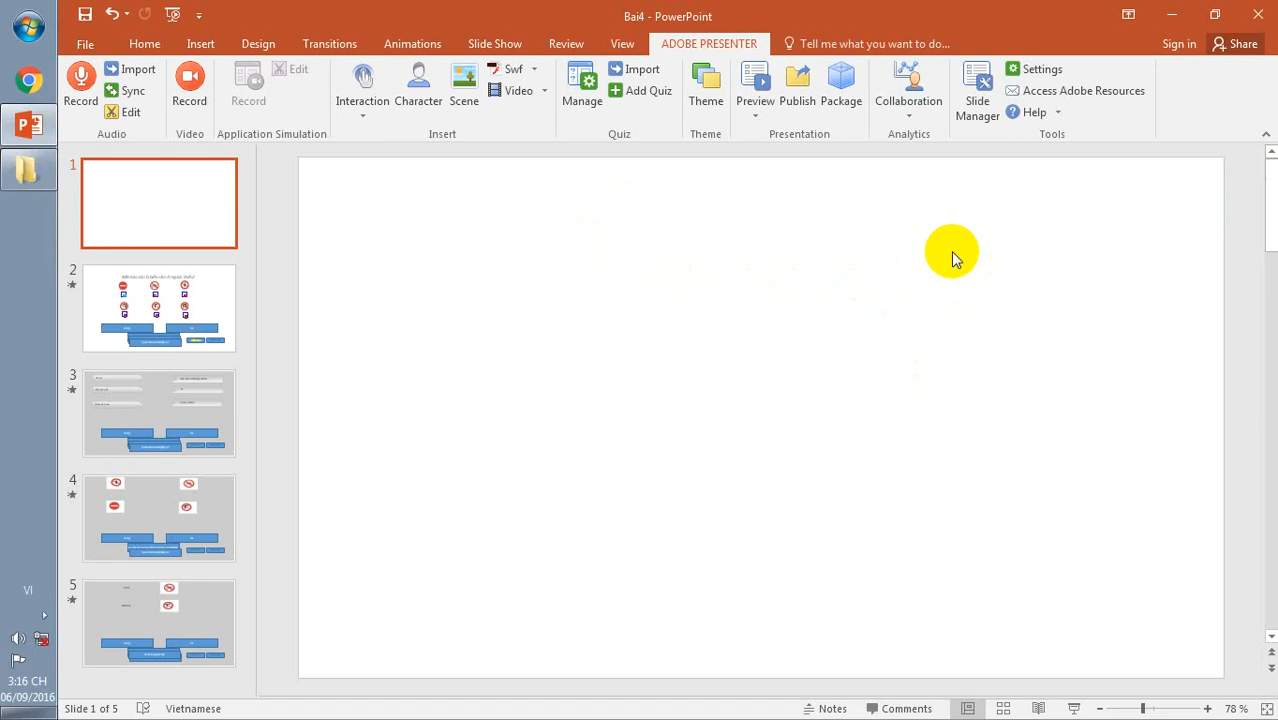 Bai4 - PowerPoint
File Home Insert Design Transitions Animations Slide Show Review View ADOBE PRESENTER Tell me what you want to do... Sign in Share
Import Edit Swf Import Settings
Sync Video Add Quiz Access Adobe Resources
Record Edit Record Record Interaction Character Scene Manage Theme Preview Publish Package Collaboration Slide Manager Help
Audio Video Application Simulation Insert Quiz Theme Presentation Analytics Tools
1
2
3
4
5
VI
3:16 CH
06/09/2016
Slide 1 of 5 Vietnamese Notes Comments 78 %